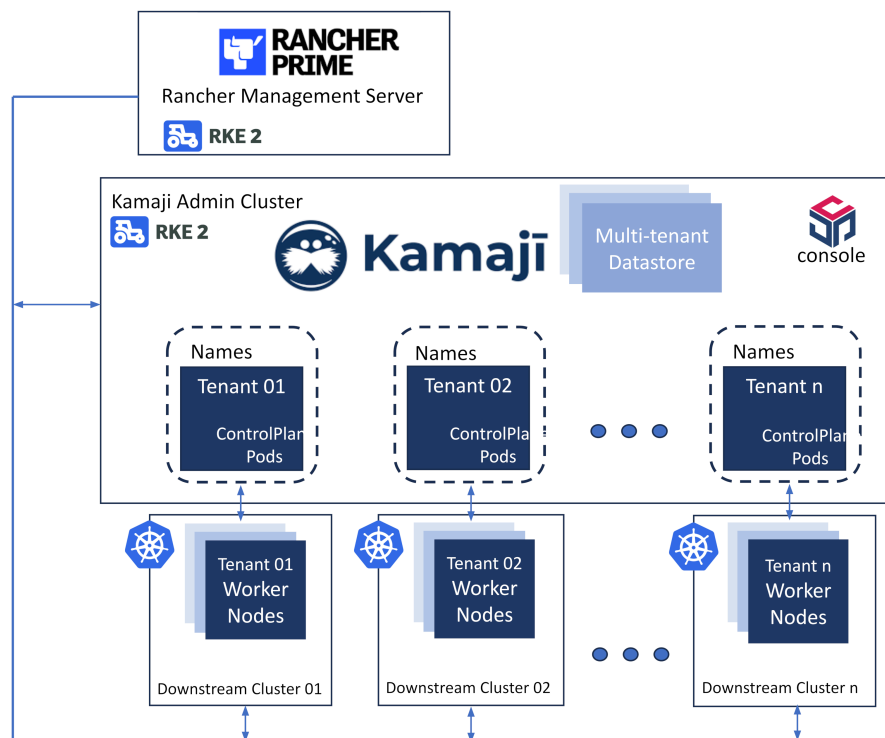 RANCHER
PRIME
Rancher Management Server
RKE 2
Kamaji Admin Cluster
RKE 2
Kamajī
Multi-tenant
Datastore
console
Names
Tenant 01
ControlPlan
Pods
Names
Tenant 02
ControlPla
Pods
Names
Tenant n
ControlPlan
Pods
Tenant 01
Worker
Nodes
Downstream Cluster 01
Tenant 02
Worker
Nodes
Downstream Cluster 02
Tenant n
Worker
Nodes
Downstream Cluster n